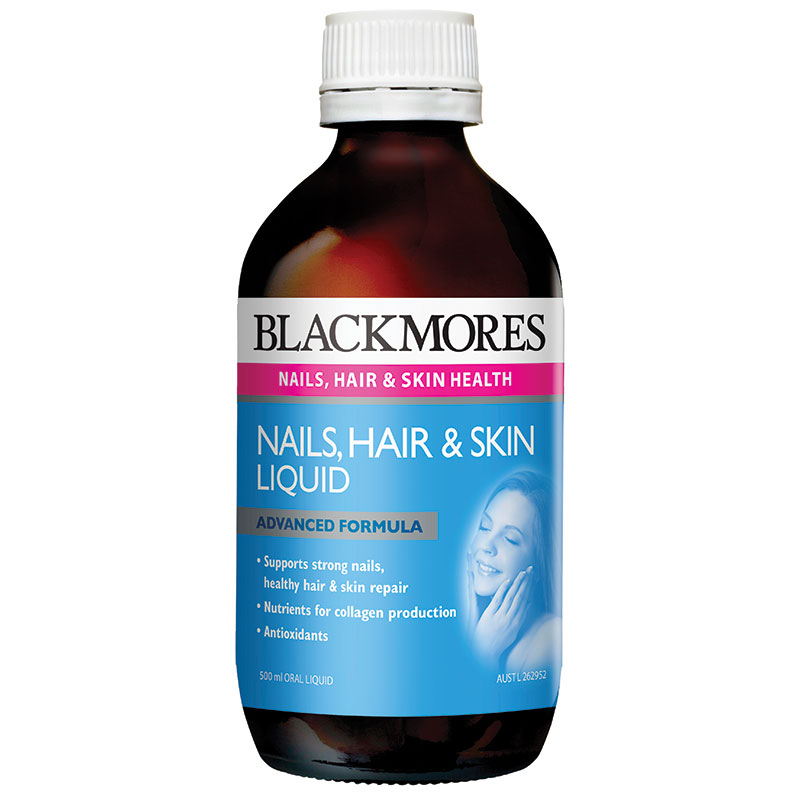 BLACKMORES
NAILS, HAIR & SKIN HEALTH
NAILS, HAIR & SKIN
LIQUID
ADVANCED FORMULA
• Supports strong nails,
healthy hair & skin repair
• Nutrients for collagen production
• Antioxidants
500 ml ORAL LIQUID
AUST L 262952